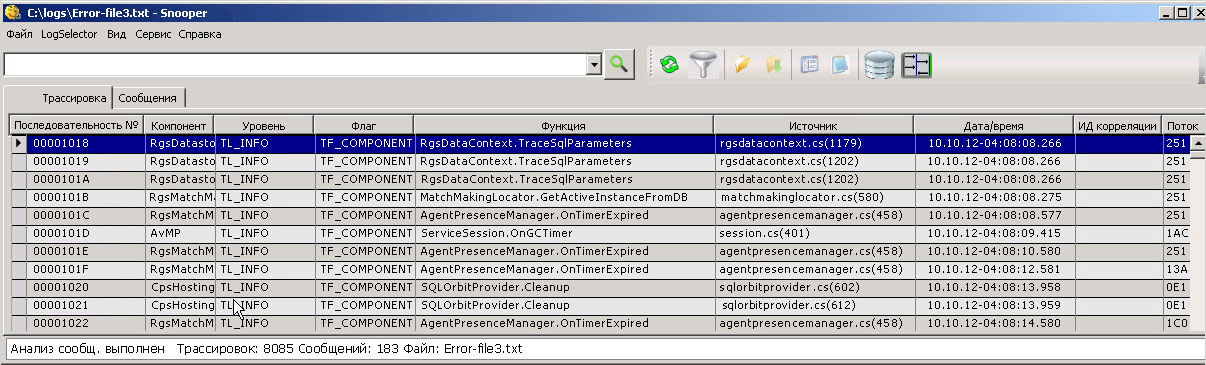 C:\logs\Error-file3.txt - Snooper
Файл LogSelector Вид Сервис Справка
Трассировка Сообщения
Последовательность № Компонент Уровень Флаг Функция Источник Дата/время ИД корреляции Поток
00001018 RgsDatasto TL_INFO TF_COMPONENT RgsDataContext.TraceSqlParameters rgsdatacontext.cs(1179) 10.10.12-04:08:08.266 251
00001019 RgsDatasto TL_INFO TF_COMPONENT RgsDataContext.TraceSqlParameters rgsdatacontext.cs(1202) 10.10.12-04:08:08.266 251
0000101A RgsDatasto TL_INFO TF_COMPONENT RgsDataContext.TraceSqlParameters rgsdatacontext.cs(1202) 10.10.12-04:08:08.266 251
0000101B RgsMatchMa TL_INFO TF_COMPONENT MatchMakingLocator.GetActiveInstanceFromDB matchmakinglocator.cs(580) 10.10.12-04:08:08.275 251
0000101C RgsMatchM TL_INFO TF_COMPONENT AgentPresenceManager.OnTimerExpired agentpresencemanager.cs(458) 10.10.12-04:08:08.577 251
0000101D AvMP TL_INFO TF_COMPONENT ServiceSession.OnGCTimer session.cs(401) 10.10.12-04:08:09.415 1AC
0000101E RgsMatchM TL_INFO TF_COMPONENT AgentPresenceManager.OnTimerExpired agentpresencemanager.cs(458) 10.10.12-04:08:10.580 251
0000101F RgsMatchM TL_INFO TF_COMPONENT AgentPresenceManager.OnTimerExpired agentpresencemanager.cs(458) 10.10.12-04:08:12.581 13A
00001020 CpsHosting TL_INFO TF_COMPONENT SQLOrbitProvider.Cleanup sqlorbitprovider.cs(602) 10.10.12-04:08:13.958 0E1
00001021 CpsHosting TL_INFO TF_COMPONENT SQLOrbitProvider.Cleanup sqlorbitprovider.cs(612) 10.10.12-04:08:13.959 0E1
00001022 RgsMatchM TL_INFO TF_COMPONENT AgentPresenceManager.OnTimerExpired agentpresencemanager.cs(458) 10.10.12-04:08:14.580 1C0
Анализ сообщ. выполнен Трассировок: 8085 Сообщений: 183 Файл: Error-file3.txt